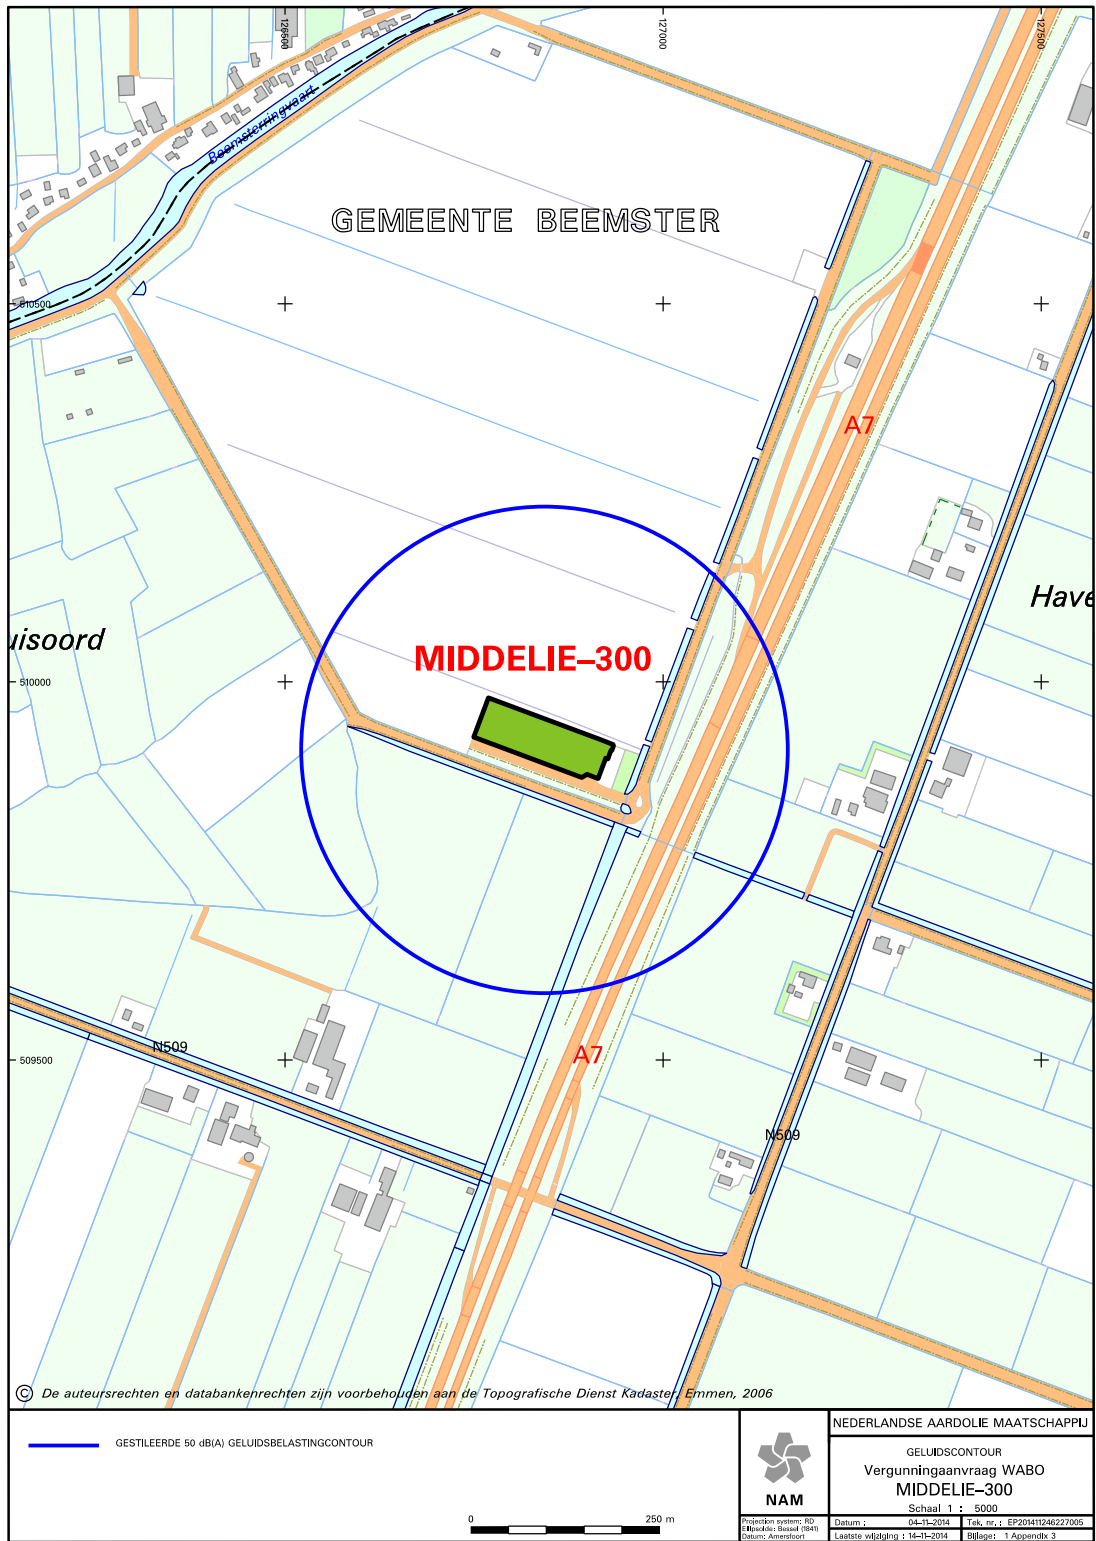 126500
127000
127500
Beemsterringvaart
GEMEENTE BEEMSTER
510500
A7
uisoord
Have
MIDDELIE–300
510000
N509
A7
509500
N509
© De auteursrechten en databankenrechten zijn voorbehouden aan de Topografische Dienst Kadaster, Emmen, 2006
GESTILEERDE 50 dB(A) GELUIDSBELASTINGCONTOUR
0 250 m
NAM
Projection system: RD
Ellipsoïde: Bessel (1841)
Datum: Amersfoort
NEDERLANDSE AARDOLIE MAATSCHAPPIJ
GELUIDSCONTOUR
Vergunningaanvraag WABO
MIDDELIE–300
Schaal 1 : 5000
Datum : 04–11–2014 Tek. nr. : EP201411246227005
Laatste wijziging : 14–11–2014 Bijlage: 1 Appendix 3